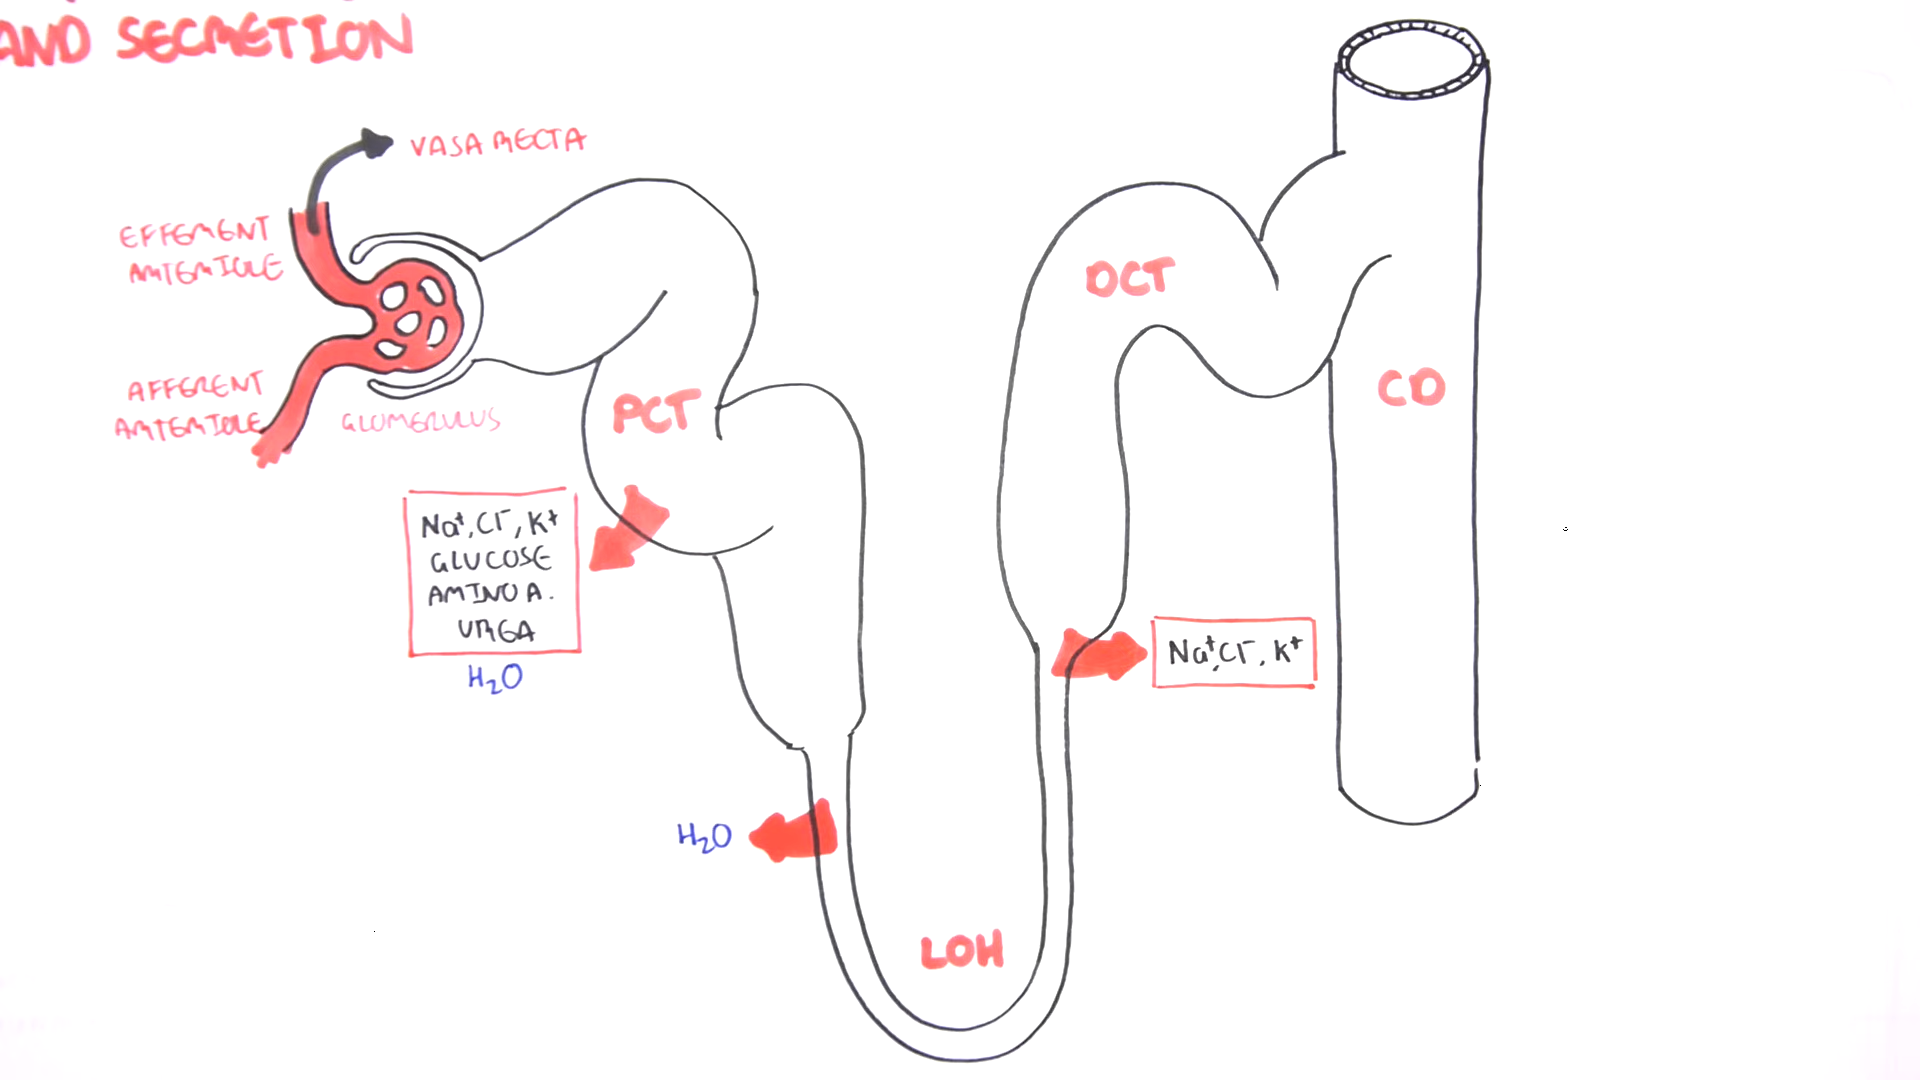 AND SECRETION
VASA RECTA
EFFERENT
ARTERIOLE
AFFERENT
ARTERIOLE
GLOMERULUS
PCT
Na⁺, Cl⁻, K⁺
GLUCOSE
AMINO A.
UREA
H₂O
H₂O
LOH
DCT
Na⁺, Cl⁻, K⁺
CD